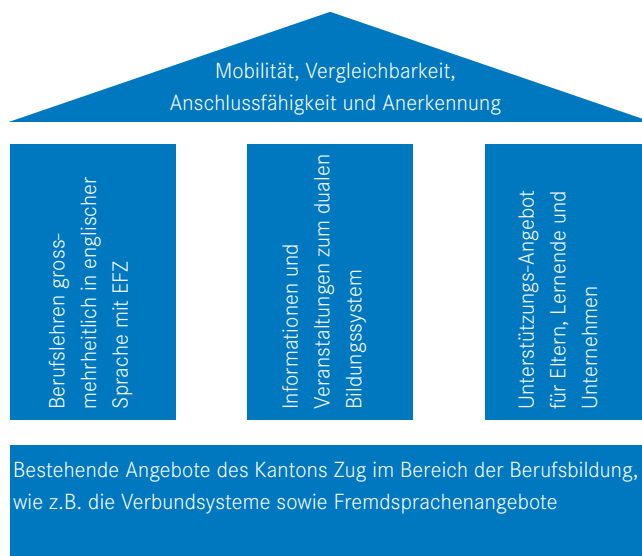 Mobilität, Vergleichbarkeit,
Anschlussfähigkeit und Anerkennung
Berufslehren gross-
mehrheitlich in englischer
Sprache mit EFZ
Informationen und
Veranstaltungen zum dualen
Bildungssystem
Unterstützungs-Angebot
für Eltern, Lernende und
Unternehmen
Bestehende Angebote des Kantons Zug im Bereich der Berufsbildung,
wie z.B. die Verbundsysteme sowie Fremdsprachenangebote